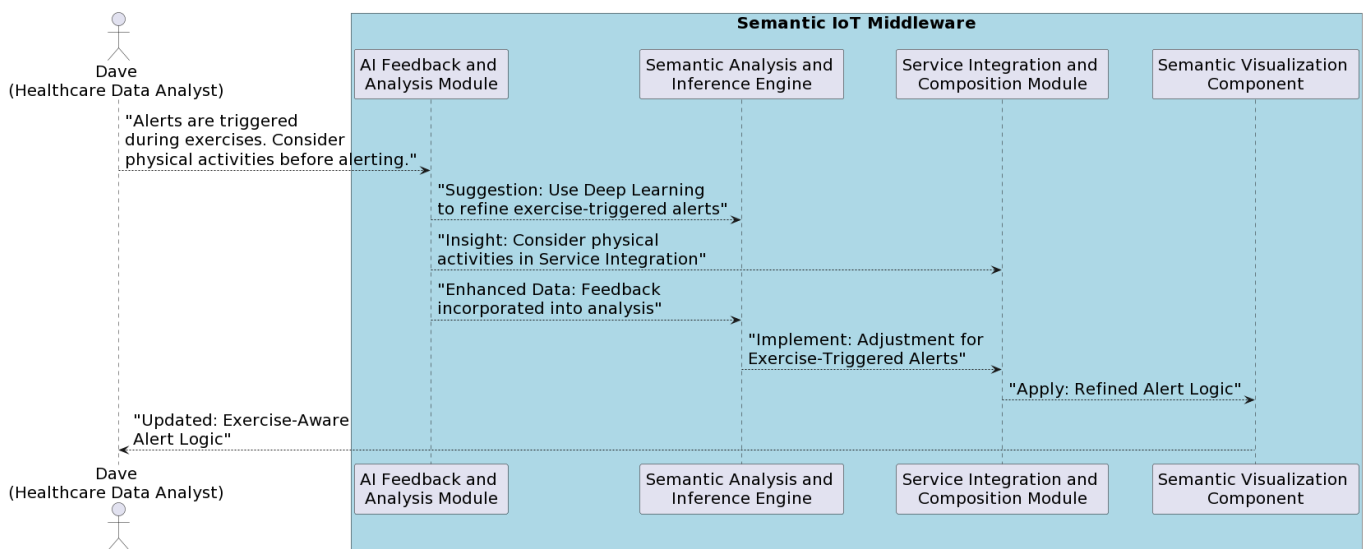 Semantic IoT Middleware
Dave
(Healthcare Data Analyst)
AI Feedback and
Analysis Module
Semantic Analysis and
Inference Engine
Service Integration and
Composition Module
Semantic Visualization
Component
"Alerts are triggered
during exercises. Consider
physical activities before alerting."
"Suggestion: Use Deep Learning
to refine exercise-triggered alerts"
"Insight: Consider physical
activities in Service Integration"
"Enhanced Data: Feedback
incorporated into analysis"
"Implement: Adjustment for
Exercise-Triggered Alerts"
"Apply: Refined Alert Logic"
"Updated: Exercise-Aware
Alert Logic"
Dave
(Healthcare Data Analyst)
AI Feedback and
Analysis Module
Semantic Analysis and
Inference Engine
Service Integration and
Composition Module
Semantic Visualization
Component